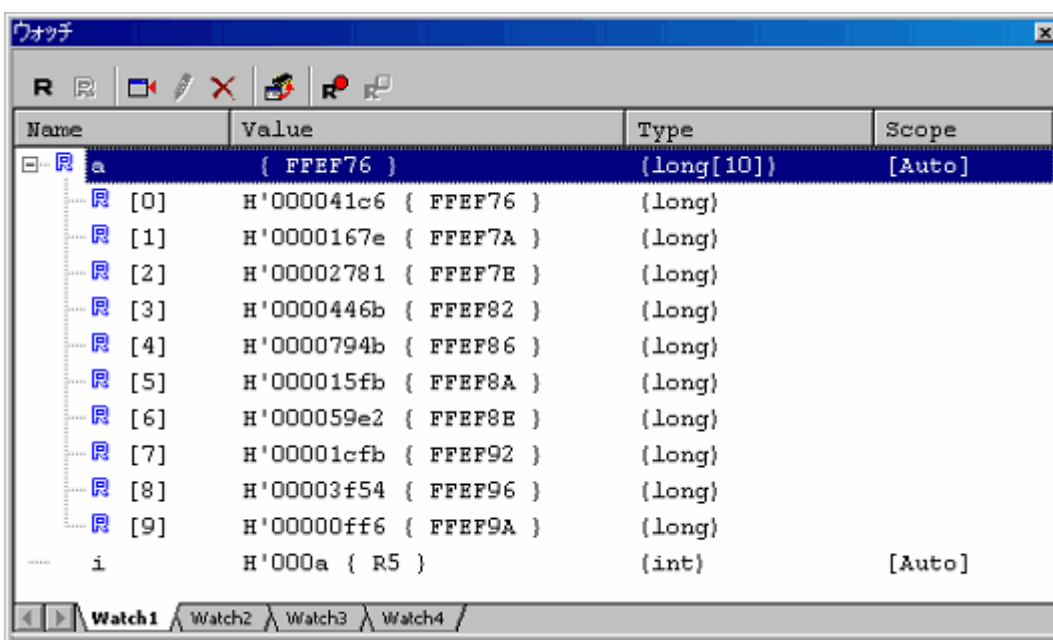 ウォッチ
Name Value Type Scope
a { FFEF76 } {long[10]} [Auto]
[0] H'000041c6 { FFEF76 } {long}
[1] H'0000167e { FFEF7A } {long}
[2] H'00002781 { FFEF7E } {long}
[3] H'0000446b { FFEF82 } {long}
[4] H'0000794b { FFEF86 } {long}
[5] H'000015fb { FFEF8A } {long}
[6] H'000059e2 { FFEF8E } {long}
[7] H'00001cfb { FFEF92 } {long}
[8] H'00003f54 { FFEF96 } {long}
[9] H'00000ff6 { FFEF9A } {long}
i H'000a { R5 } {int} [Auto]
Watch1 Watch2 Watch3 Watch4